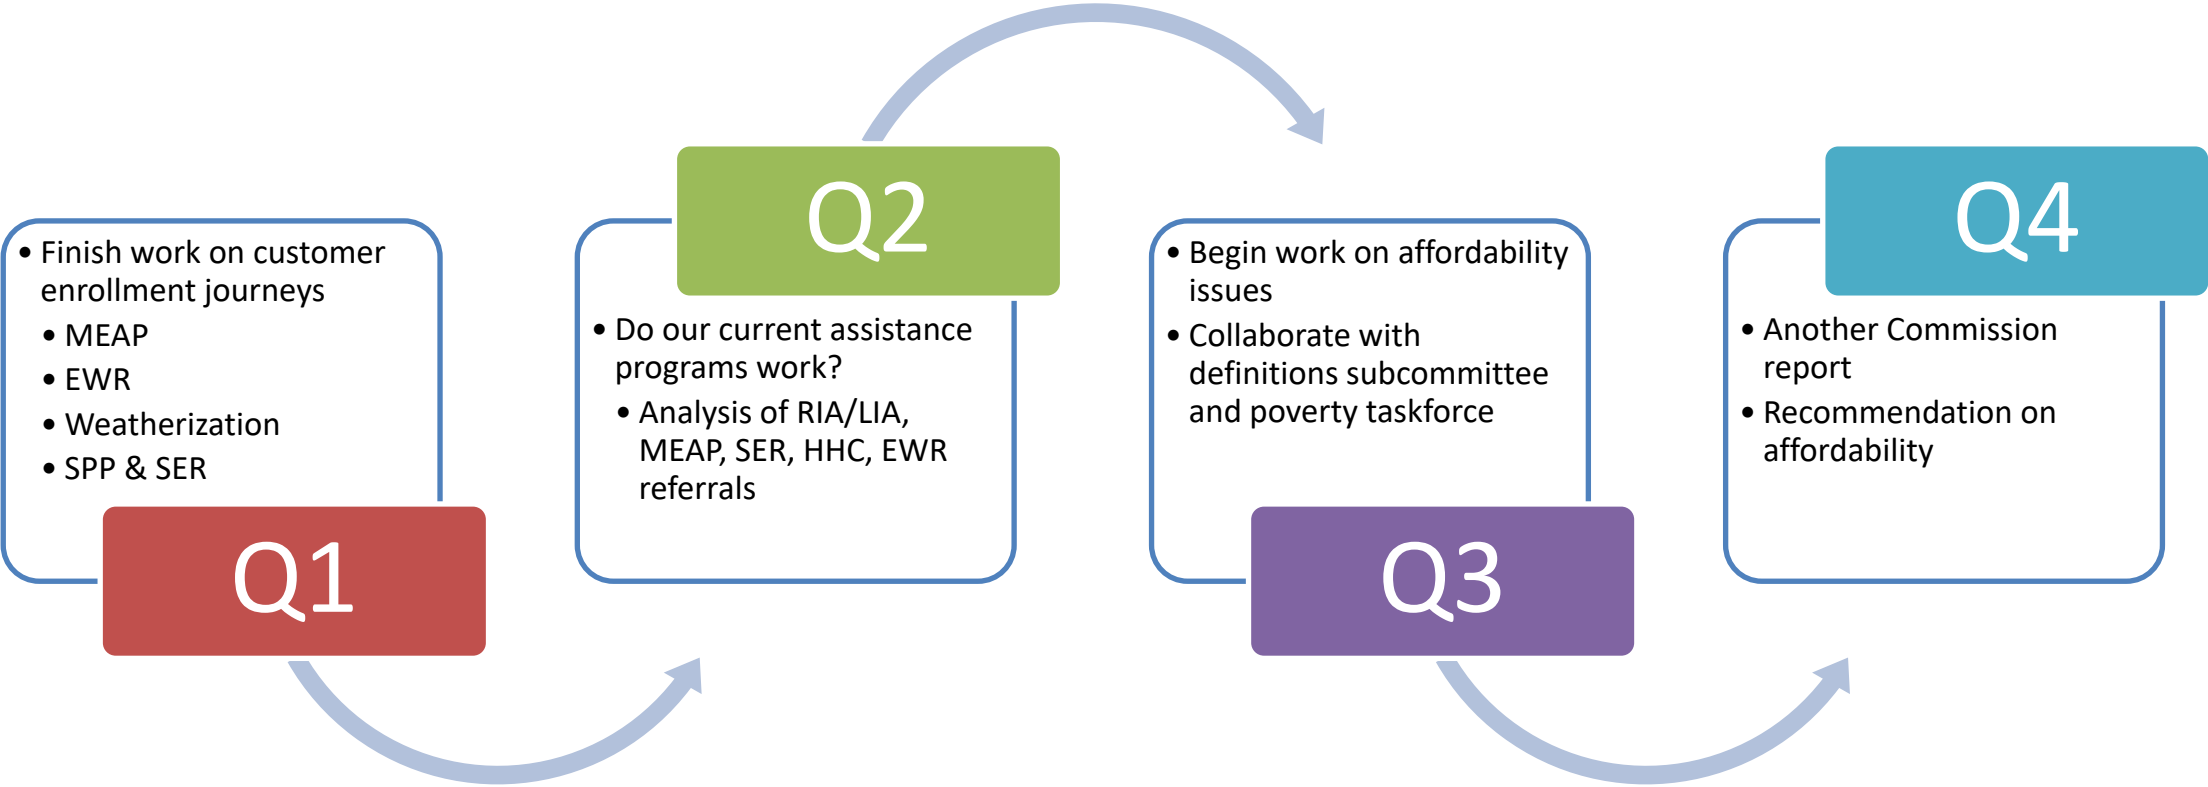 • Finish work on customer
enrollment journeys
• MEAP
• EWR
• Weatherization
• SPP & SER
Q1
Q2
• Do our current assistance
programs work?
• Analysis of RIA/LIA,
MEAP, SER, HHC, EWR
referrals
• Begin work on affordability
issues
• Collaborate with
definitions subcommittee
and poverty taskforce
Q3
Q4
• Another Commission
report
• Recommendation on
affordability